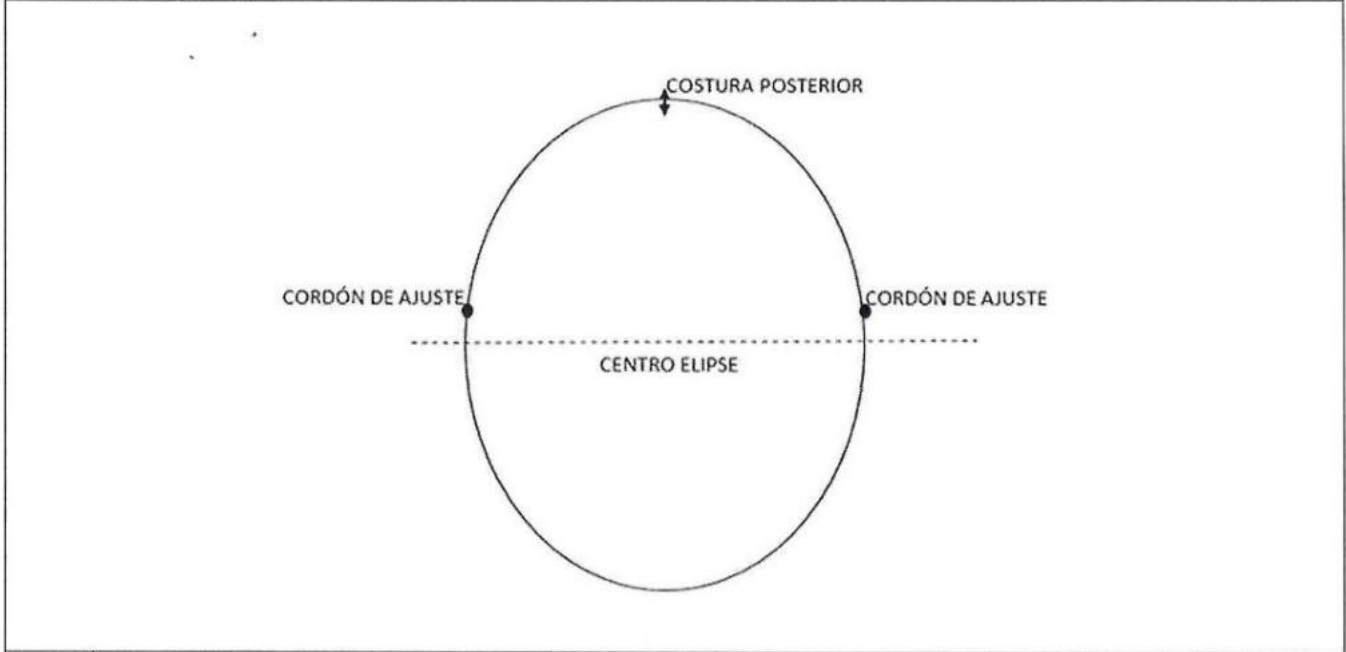 COSTURA POSTERIOR
CORDÓN DE AJUSTE
CORDÓN DE AJUSTE
CENTRO ELIPSE